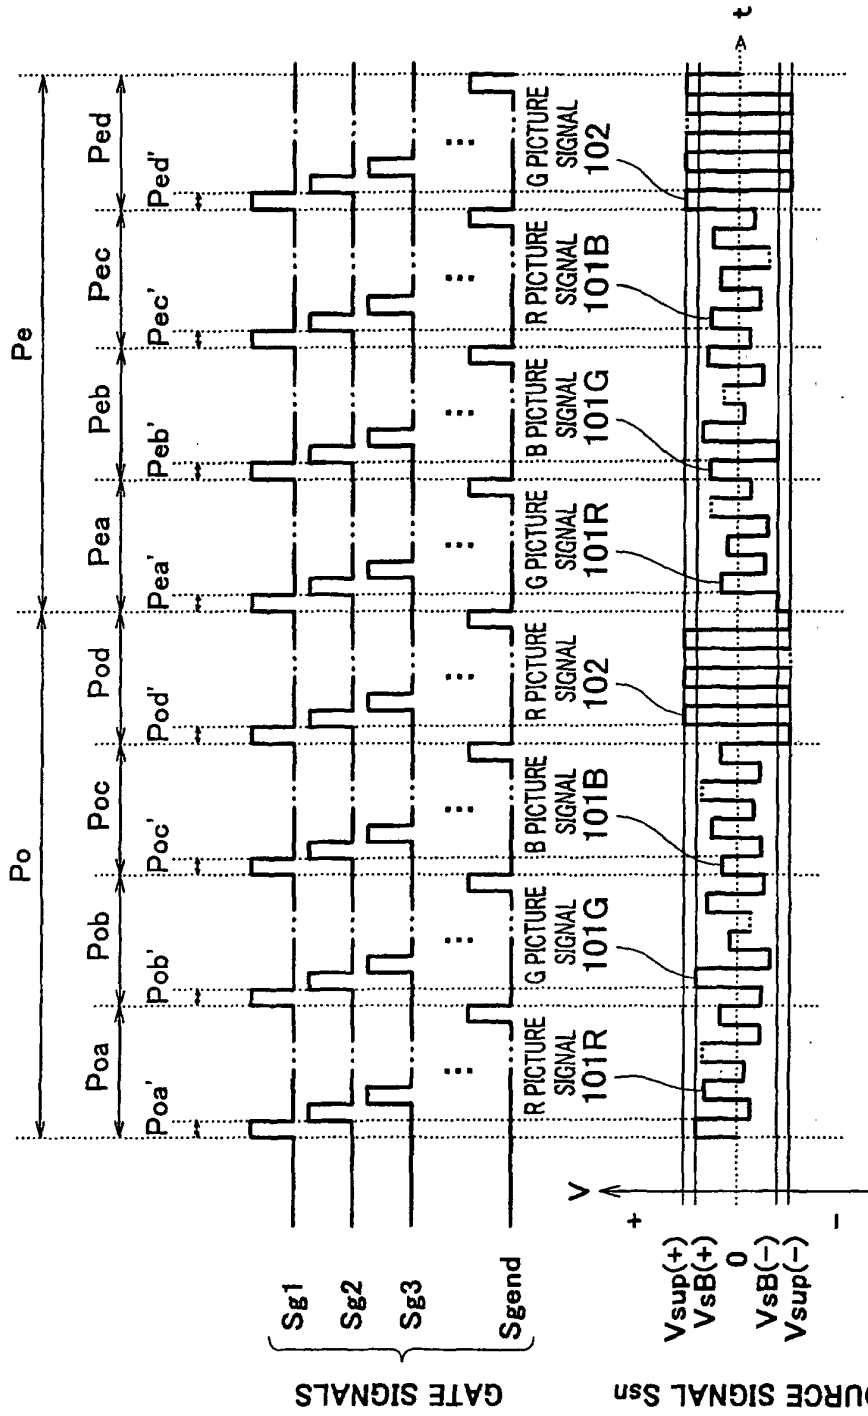 Po Pe
Poa Pob Poc Pod Pea Peb Pec Ped
Poa' Pob' Poc' Pod' Pea' Peb' Pec' Ped"
GATE SIGNALS
Sg1
Sg2
Sg3
Sgend
R PICTURE SIGNAL 101R
G PICTURE SIGNAL 101G
B PICTURE SIGNAL 101B
R PICTURE SIGNAL 102
G PICTURE SIGNAL 101R
B PICTURE SIGNAL 101G
R PICTURE SIGNAL 101B
G PICTURE SIGNAL 102
V
+
Vsup(+)
VsB(+)
0
VsB(-)
Vsup(-)
-
t
OURCE SIGNAL Ssn